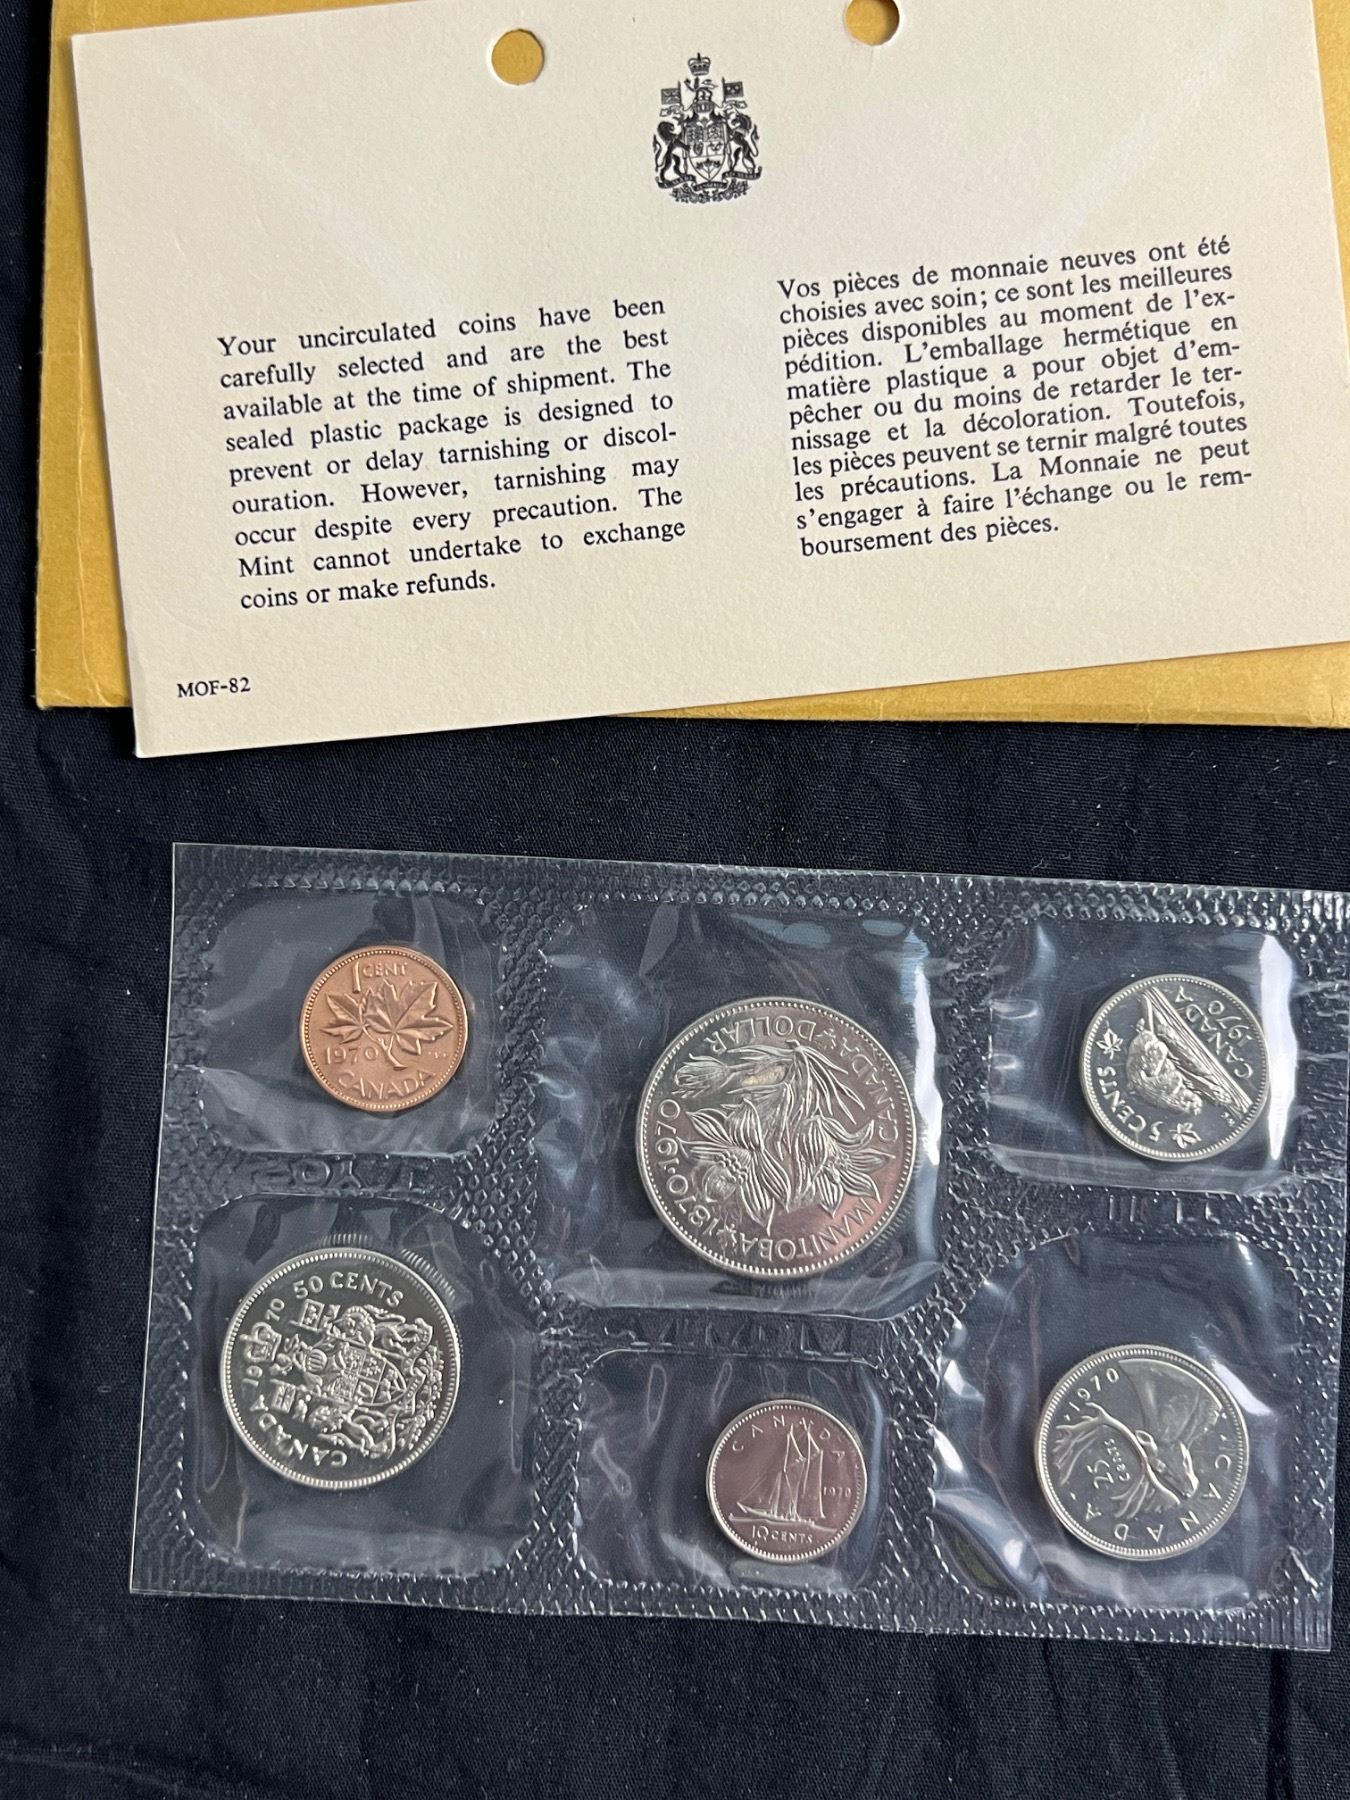 Your uncirculated coins have been
carefully selected and are the best
available at the time of shipment. The
sealed plastic package is designed to
prevent or delay tarnishing or discol-
ouration. However, tarnishing may
occur despite every precaution. The
Mint cannot undertake to exchange
coins or make refunds.
MOF-82
Vos pièces de monnaie neuves ont été
choisies avec soin; ce sont les meilleures
pièces disponibles au moment de l'ex-
pédition. L'emballage hermétique en
matière plastique a pour objet d'em-
pêcher ou du moins de retarder le ter-
nissage et la décoloration. Toutefois,
les pièces peuvent se ternir malgré toutes
les précautions. La Monnaie ne peut
s'engager à faire l'échange ou le rem-
boursement des pièces.
1 CENT
1970
CANADA
MANITOBA 1870·1970
CANADA DOLLAR
5 CENTS
CANADA
1970
50 CENTS
1970
CANADA
CANADA
1970
10 CENTS
1970
25
CENTS
CANADA